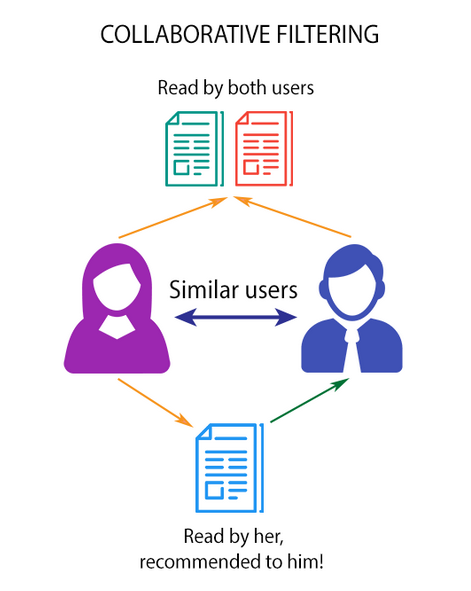 COLLABORATIVE FILTERING
Read by both users
Similar users
Read by her,
recommended to him!